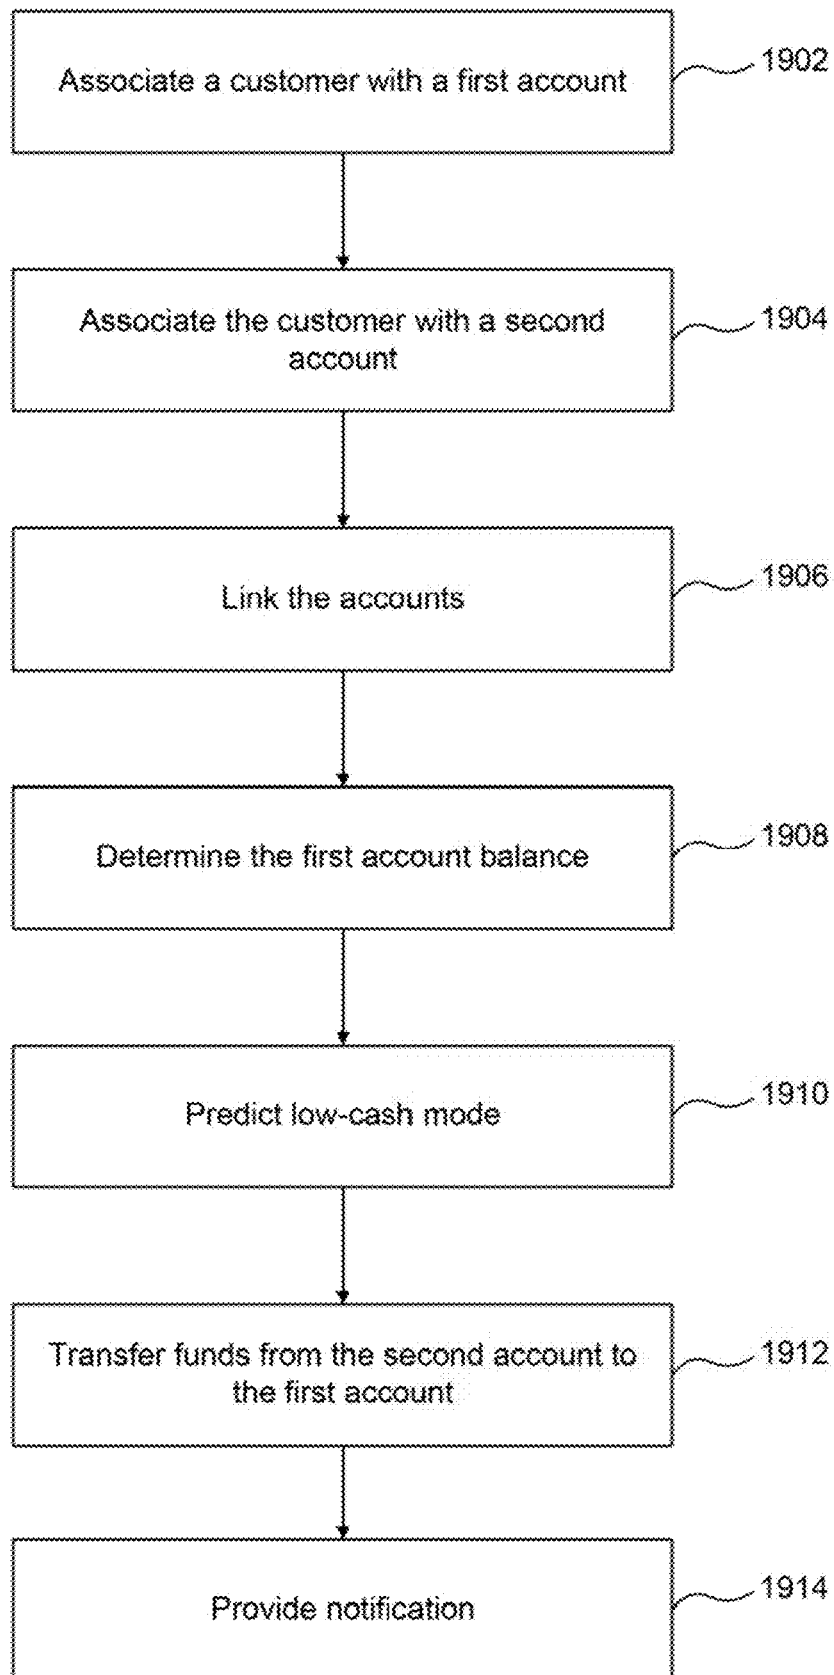 Associate a customer with a first account
1902
Associate the customer with a second
account
1904
Link the accounts
1906
Determine the first account balance
1908
Predict low-cash mode
1910
Transfer funds from the second account to
the first account
1912
Provide notification
1914